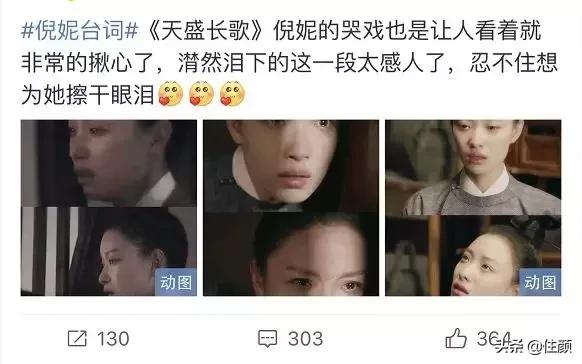 #倪妮台词#《天盛长歌》倪妮的哭戏也是让人看着就
非常的揪心了，潸然泪下的这一段太感人了，忍不住想
为她擦干眼泪
动图
动图
动图
130
303
364
头条@住颜